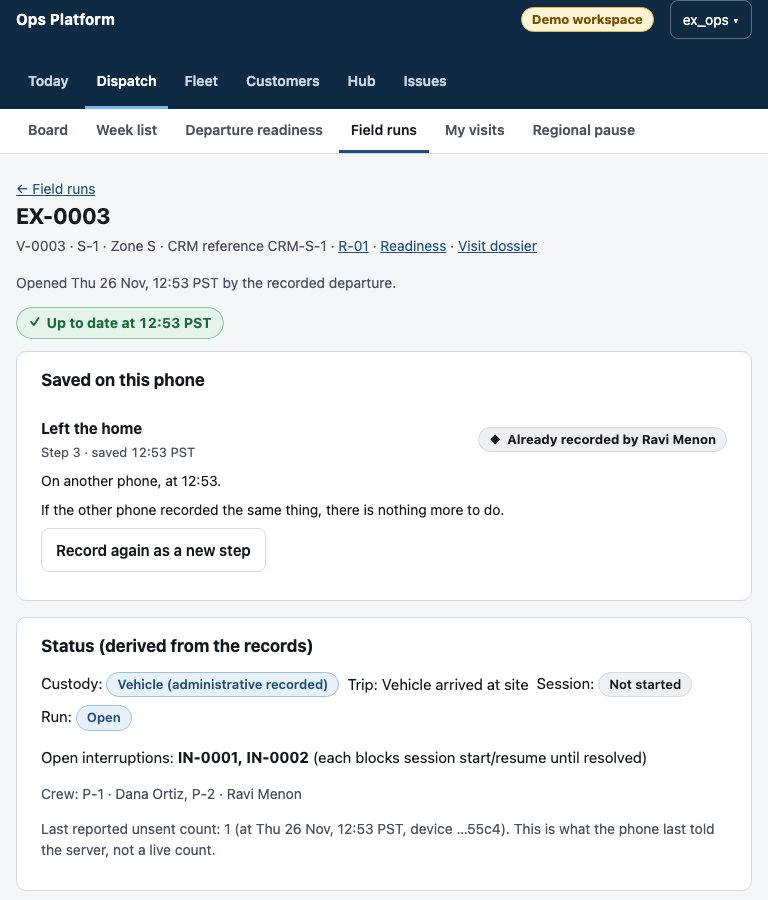 Ops Platform
Demo workspace
ex_ops ▾
Today Dispatch Fleet Customers Hub Issues
Board Week list Departure readiness Field runs My visits Regional pause
← Field runs
EX-0003
V-0003 · S-1 · Zone S · CRM reference CRM-S-1 · R-01 · Readiness · Visit dossier
Opened Thu 26 Nov, 12:53 PST by the recorded departure.
✓ Up to date at 12:53 PST
Saved on this phone
Left the home
Step 3 · saved 12:53 PST
◆ Already recorded by Ravi Menon
On another phone, at 12:53.
If the other phone recorded the same thing, there is nothing more to do.
Record again as a new step
Status (derived from the records)
Custody: Vehicle (administrative recorded) Trip: Vehicle arrived at site Session: Not started
Run: Open
Open interruptions: IN-0001, IN-0002 (each blocks session start/resume until resolved)
Crew: P-1 · Dana Ortiz, P-2 · Ravi Menon
Last reported unsent count: 1 (at Thu 26 Nov, 12:53 PST, device …55c4). This is what the phone last told
the server, not a live count.